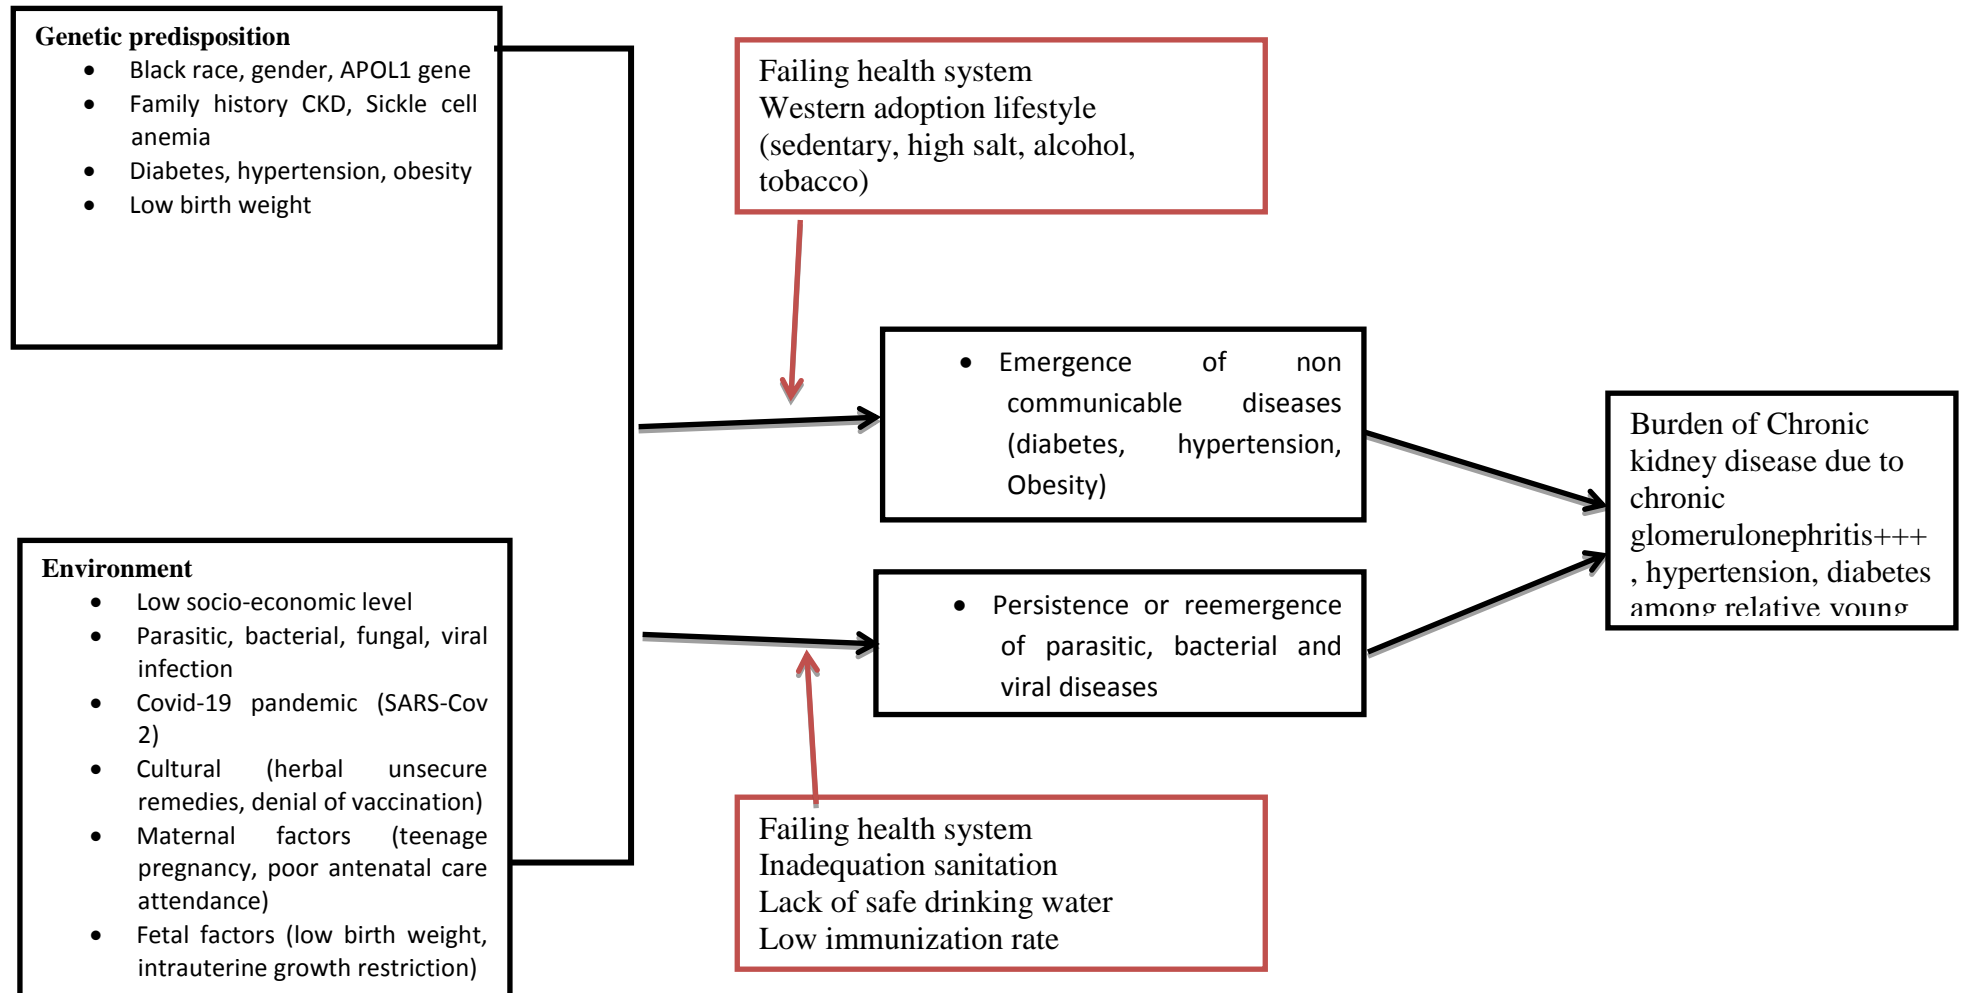 Genetic predisposition
• Black race, gender, APOL1 gene
• Family history CKD, Sickle cell
anemia
• Diabetes, hypertension, obesity
• Low birth weight
Failing health system
Western adoption lifestyle
(sedentary, high salt, alcohol,
tobacco)
• Emergence of non
communicable diseases
(diabetes, hypertension,
Obesity)
Burden of Chronic
kidney disease due to
chronic
glomerulonephritis+++
, hypertension, diabetes
among relative young
Environment
• Low socio-economic level
• Parasitic, bacterial, fungal, viral
infection
• Covid-19 pandemic (SARS-Cov
2)
• Cultural (herbal unsecure
remedies, denial of vaccination)
• Maternal factors (teenage
pregnancy, poor antenatal care
attendance)
• Fetal factors (low birth weight,
intrauterine growth restriction)
• Persistence or reemergence
of parasitic, bacterial and
viral diseases
Failing health system
Inadequation sanitation
Lack of safe drinking water
Low immunization rate